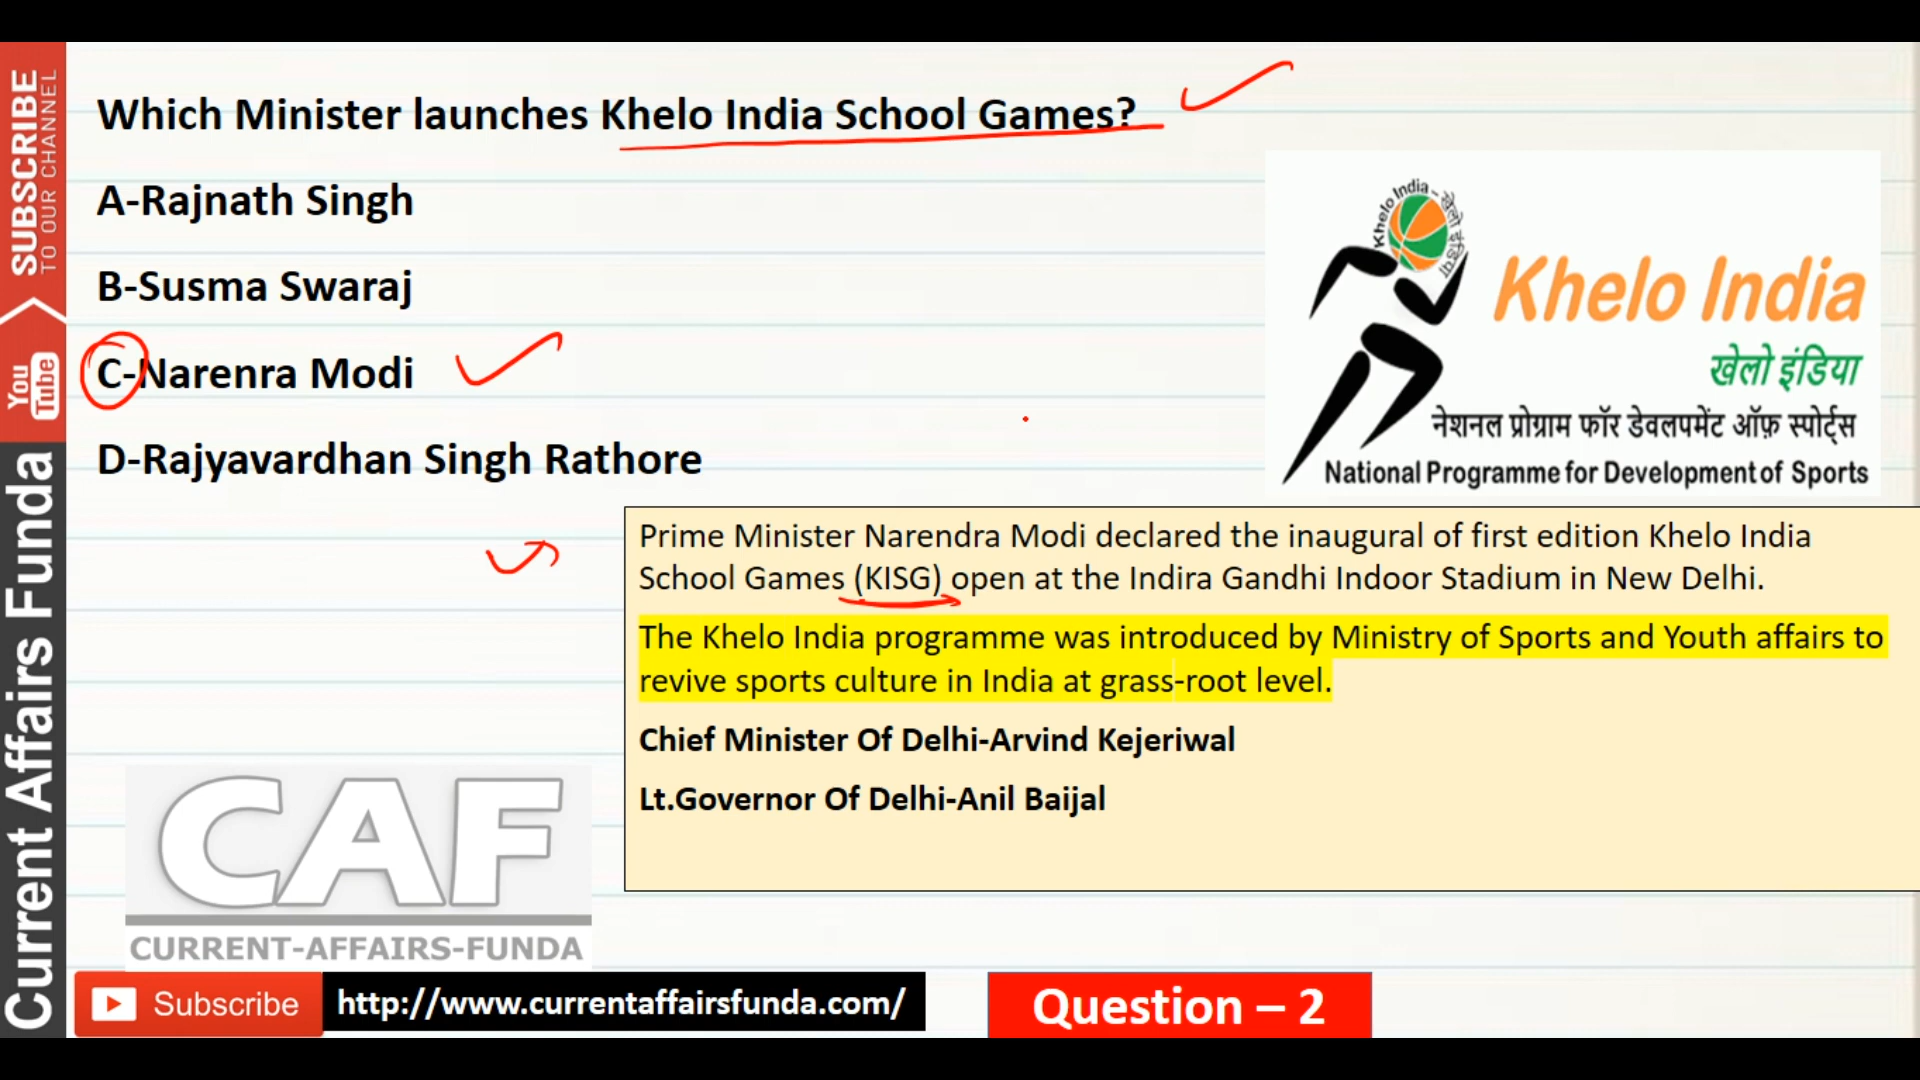 SUBSCRIBE
TO OUR CHANNEL
You
Tube
Current Affairs Funda
Which Minister launches Khelo India School Games?
A-Rajnath Singh
B-Susma Swaraj
C-Narenra Modi
D-Rajyavardhan Singh Rathore
Khelo India - खेलो इंडिया
Khelo India
खेलो इंडिया
नेशनल प्रोग्राम फॉर डेवलपमेंट ऑफ़ स्पोर्ट्स
National Programme for Development of Sports
Prime Minister Narendra Modi declared the inaugural of first edition Khelo India
School Games (KISG) open at the Indira Gandhi Indoor Stadium in New Delhi.
The Khelo India programme was introduced by Ministry of Sports and Youth affairs to
revive sports culture in India at grass-root level.
Chief Minister Of Delhi-Arvind Kejeriwal
Lt.Governor Of Delhi-Anil Baijal
CAF
CURRENT-AFFAIRS-FUNDA
Subscribe
http://www.currentaffairsfunda.com/
Question – 2